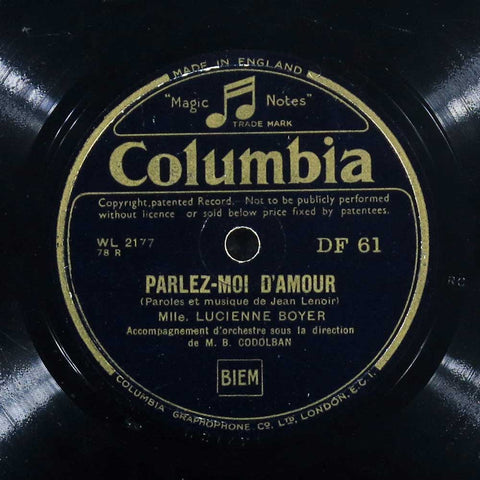 MADE IN ENGLAND
"Magic Notes"
TRADE MARK
Columbia
Copyright, patented Record. Not to be publicly performed
without licence or sold below price fixed by patentees.
WL 2177
78 R
DF 61
PARLEZ-MOI D'AMOUR
(Paroles et musique de Jean Lenoir)
Mlle. LUCIENNE BOYER
Accompagnement d'orchestre sous la direction
de M. B. CODOLBAN
BIEM
COLUMBIA GRAPHOPHONE Co. LTD. LONDON, E.C.1
RC